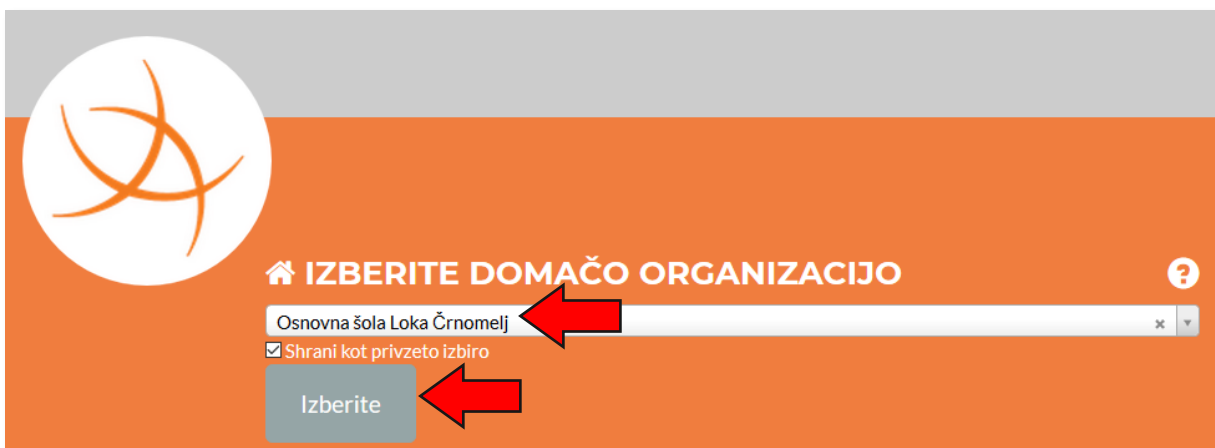 IZBERITE DOMAČO ORGANIZACIJO
?
Osnovna šola Loka Črnomelj
Shrani kot privzeto izbiro
Izberite